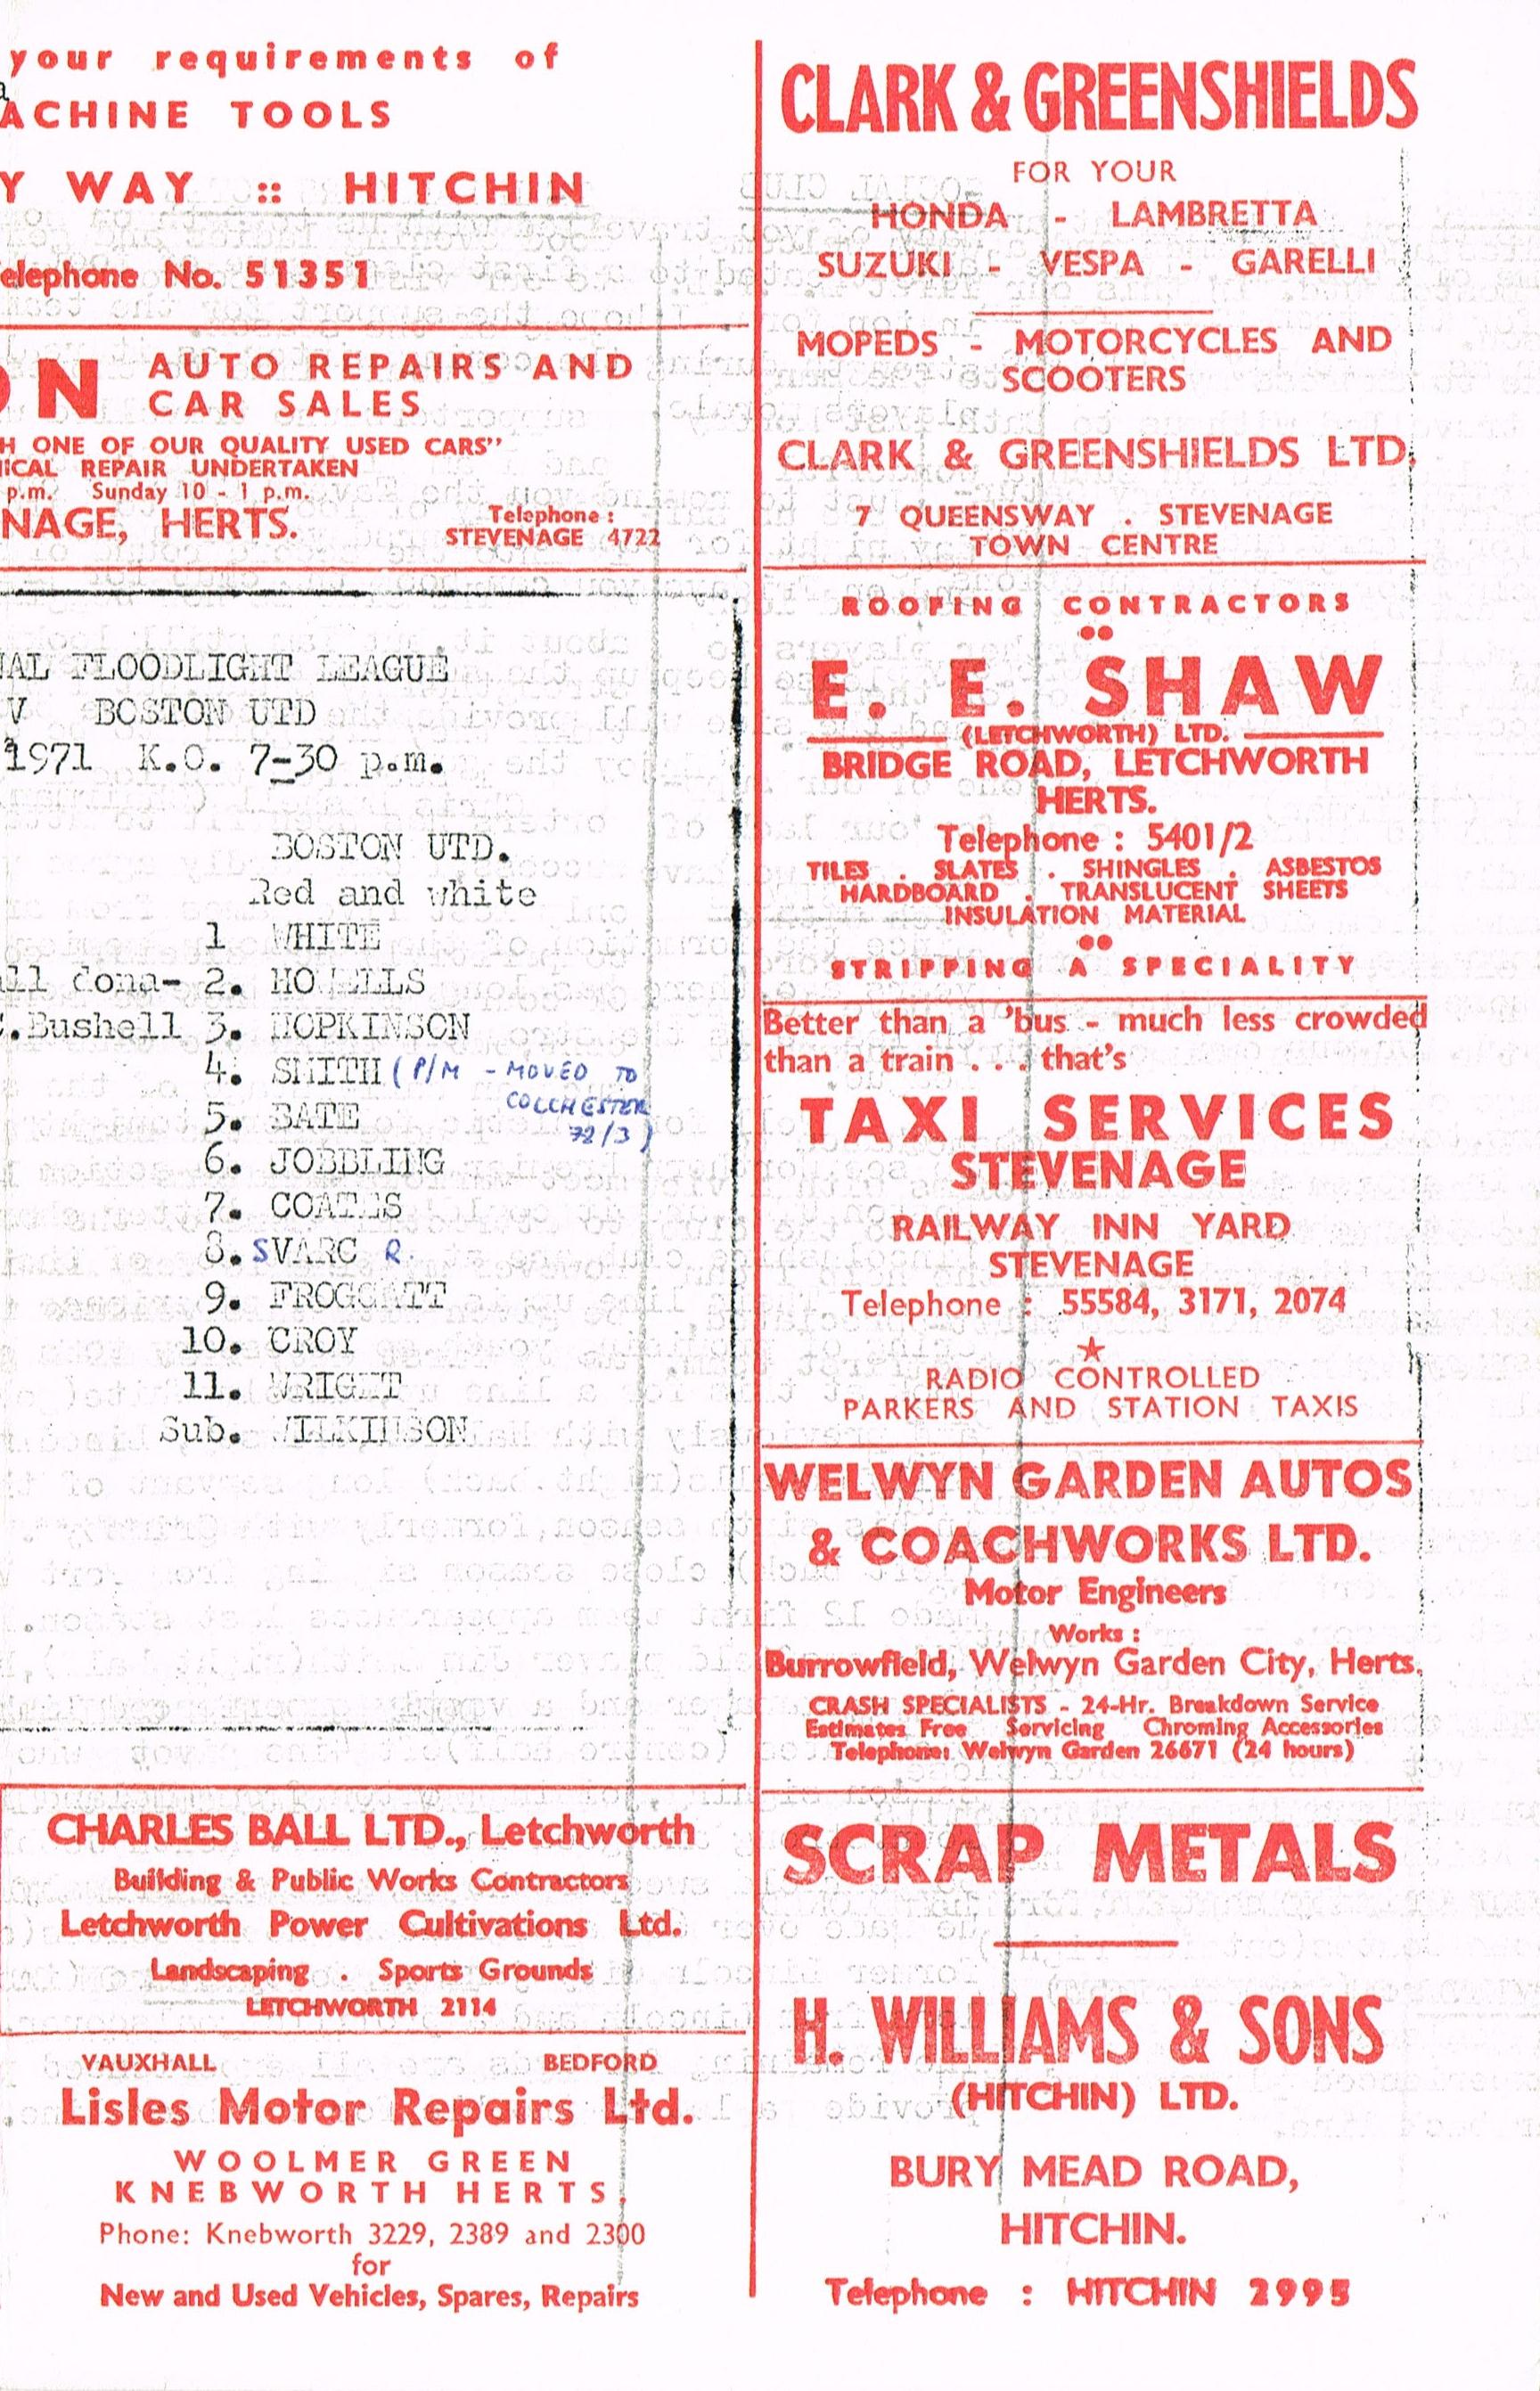 your requirements of
ACHINE TOOLS
Y WAY :: HITCHIN
elephone No. 51351
ON AUTO REPAIRS AND
CAR SALES
H ONE OF OUR QUALITY USED CARS"
ICAL REPAIR UNDERTAKEN
p.m. Sunday 10 - 1 p.m.
NAGE, HERTS. Telephone :
STEVENAGE 4722
AL FLOODLIGHT LEAGUE
V BOSTON UTD
1971 K.O. 7-30 p.m.
BOSTON UTD.
Red and white
1 WHITE
all dona- 2. HOWELLS
C.Bushell 3. HOPKINSON
4. SMITH (P/M - MOVED TO
COLCHESTER
72/3)
5. BATE
6. JOBBLING
7. COATES
8. SVARC R.
9. FROGGATT
10. CROY
11. WRIGHT
Sub. WILKINSON
CHARLES BALL LTD., Letchworth
Building & Public Works Contractors
Letchworth Power Cultivations Ltd.
Landscaping . Sports Grounds
LETCHWORTH 2114
VAUXHALL BEDFORD
Lisles Motor Repairs Ltd.
WOOLMER GREEN
KNEBWORTH HERTS,
Phone: Knebworth 3229, 2389 and 2300
for
New and Used Vehicles, Spares, Repairs
CLARK & GREENSHIELDS
FOR YOUR
HONDA - LAMBRETTA
SUZUKI - VESPA - GARELLI
MOPEDS - MOTORCYCLES AND
SCOOTERS
CLARK & GREENSHIELDS LTD.
7 QUEENSWAY . STEVENAGE
TOWN CENTRE
ROOFING CONTRACTORS
E. E. SHAW
(LETCHWORTH) LTD.
BRIDGE ROAD, LETCHWORTH
HERTS.
Telephone : 5401/2
TILES . SLATES . SHINGLES . ASBESTOS
HARDBOARD . TRANSLUCENT SHEETS
INSULATION MATERIAL
STRIPPING A SPECIALITY
Better than a 'bus - much less crowded
than a train . . . that's
TAXI SERVICES
STEVENAGE
RAILWAY INN YARD
STEVENAGE
Telephone : 55584, 3171, 2074
★
RADIO CONTROLLED
PARKERS AND STATION TAXIS
WELWYN GARDEN AUTOS
& COACHWORKS LTD.
Motor Engineers
Works :
Burrowfield, Welwyn Garden City, Herts.
CRASH SPECIALISTS - 24-Hr. Breakdown Service
Estimates Free Servicing Chroming Accessories
Telephone: Welwyn Garden 26671 (24 hours)
SCRAP METALS
H. WILLIAMS & SONS
(HITCHIN) LTD.
BURY MEAD ROAD,
HITCHIN.
Telephone : HITCHIN 2995